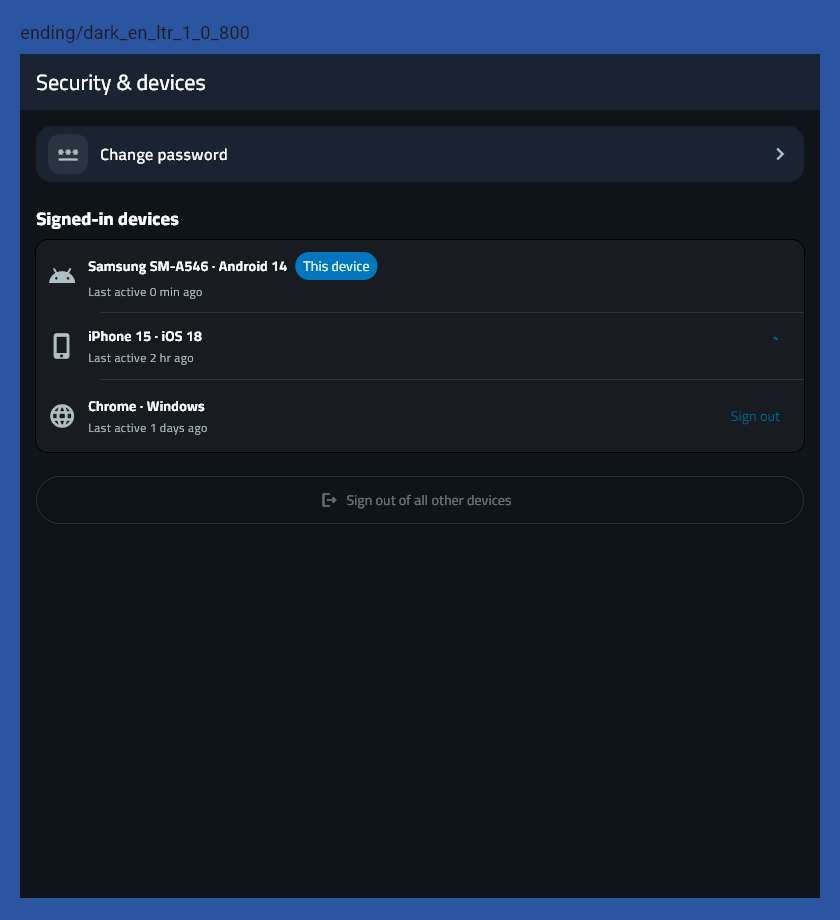 ending/dark_en_ltr_1_0_800
Security & devices
Change password
Signed-in devices
Samsung SM-A546 · Android 14 This device
Last active 0 min ago
iPhone 15 · iOS 18
Last active 2 hr ago
Chrome · Windows
Last active 1 days ago
Sign out
Sign out of all other devices